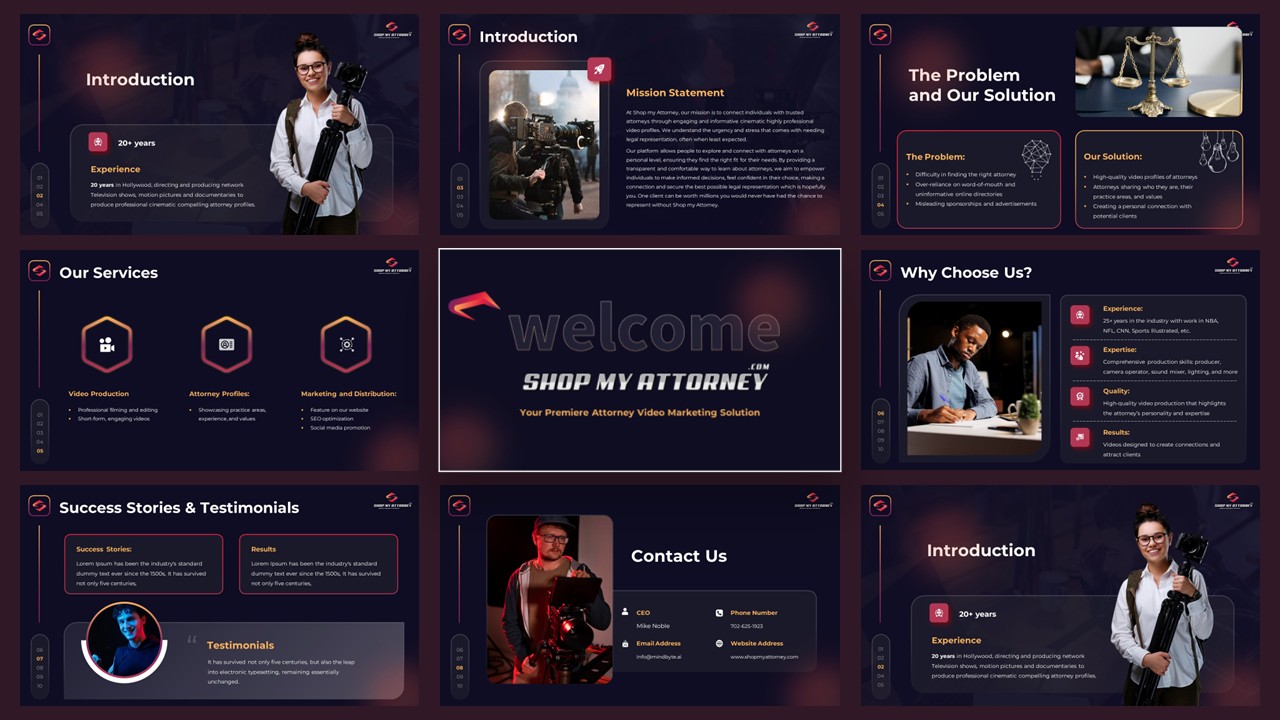 SHOP MY ATTORNEY
Introduction
20+ years
Experience
20 years in Hollywood, directing and producing network
Television shows, motion pictures and documentaries to
produce professional cinematic compelling attorney profiles.
01
02
02
04
05
Introduction
SHOP MY ATTORNEY
Mission Statement
At Shop my Attorney, our mission is to connect individuals with trusted
attorneys through engaging and informative cinematic highly professional
video profiles. We understand the urgency and stress that comes with needing
legal representation, often when least expected.
Our platform allows people to explore and connect with attorneys on a
personal level, ensuring they find the right fit for their needs. By providing a
transparent and comfortable way to learn about attorneys, we aim to empower
individuals to make informed decisions, feel confident in their choice, making a
connection and secure the best possible legal representation which is hopefully
you. One client can be worth millions you would never have had the chance to
represent without Shop my Attorney.
01
03
03
04
05
The Problem
and Our Solution
The Problem:
Difficulty in finding the right attorney
Over-reliance on word-of-mouth and
uninformative online directories
Misleading sponsorships and advertisements
Our Solution:
High-quality video profiles of attorneys
Attorneys sharing who they are, their
practice areas, and values
Creating a personal connection with
potential clients
01
02
03
04
05
Our Services
SHOP MY ATTORNEY
Video Production
Professional filming and editing
Short-form, engaging videos
Attorney Profiles:
Showcasing practice areas,
experience, and values
Marketing and Distribution:
Feature on our website
SEO optimization
Social media promotion
01
02
03
04
05
welcome
.COM
SHOP MY ATTORNEY
Your Premiere Attorney Video Marketing Solution
Why Choose Us?
SHOP MY ATTORNEY
Experience:
25+ years in the industry with work in NBA,
NFL, CNN, Sports Illustrated, etc.
Expertise:
Comprehensive production skills: producer,
camera operator, sound mixer, lighting, and more
Quality:
High-quality video production that highlights
the attorney's personality and expertise
Results:
Videos designed to create connections and
attract clients
06
07
08
09
10
Success Stories & Testimonials
SHOP MY ATTORNEY
Success Stories:
Lorem Ipsum has been the industry's standard
dummy text ever since the 1500s, It has survived
not only five centuries,
Results
Lorem Ipsum has been the industry's standard
dummy text ever since the 1500s, It has survived
not only five centuries,
Testimonials
It has survived not only five centuries, but also the leap
into electronic typesetting, remaining essentially
unchanged.
06
07
08
09
10
SHOP MY ATTORNEY
Contact Us
CEO
Mike Noble
Phone Number
702-625-1923
Email Address
info@mindbyte.ai
Website Address
www.shopmyattorney.com
06
07
08
09
10
SHOP MY ATTORNEY
Introduction
20+ years
Experience
20 years in Hollywood, directing and producing network
Television shows, motion pictures and documentaries to
produce professional cinematic compelling attorney profiles.
01
02
02
04
05